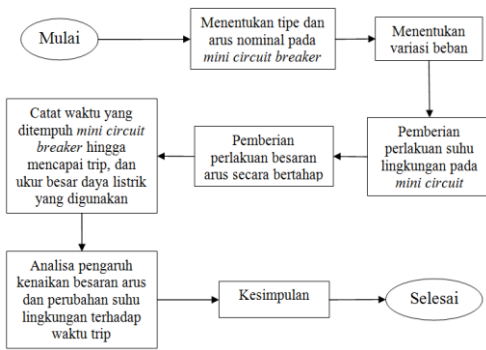 Mulai
Menentukan tipe dan
arus nominal pada
mini circuit breaker
Menentukan
variasi beban
Pemberian
perlakuan suhu
lingkungan pada
mini circuit
Pemberian
perlakuan besaran
arus secara bertahap
Catat waktu yang
ditempuh mini circuit
breaker hingga
mencapai trip, dan
ukur besar daya listrik
yang digunakan
Analisa pengaruh
kenaikan besaran arus
dan perubahan suhu
lingkungan terhadap
waktu trip
Kesimpulan
Selesai